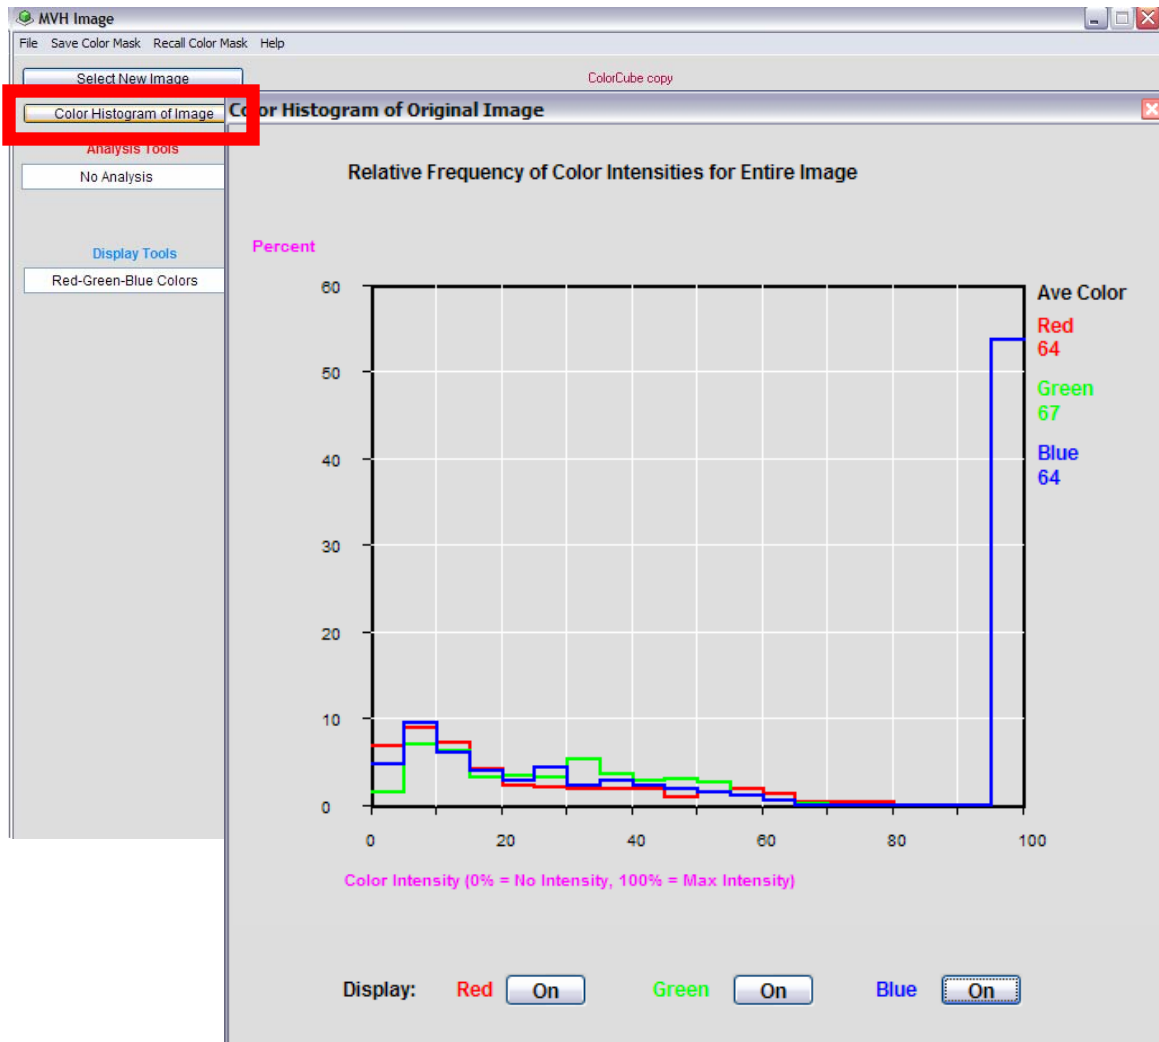 MVH Image
File Save Color Mask Recall Color Mask Help
Select New Image
ColorCube copy
Color Histogram of Image
Color Histogram of Original Image
Analysis Tools
No Analysis
Relative Frequency of Color Intensities for Entire Image
Display Tools
Red-Green-Blue Colors
Percent
60
50
40
30
20
10
0
0 20 40 60 80 100
Color Intensity (0% = No Intensity, 100% = Max Intensity)
Ave Color
Red
64
Green
67
Blue
64
Display: Red On Green On Blue On